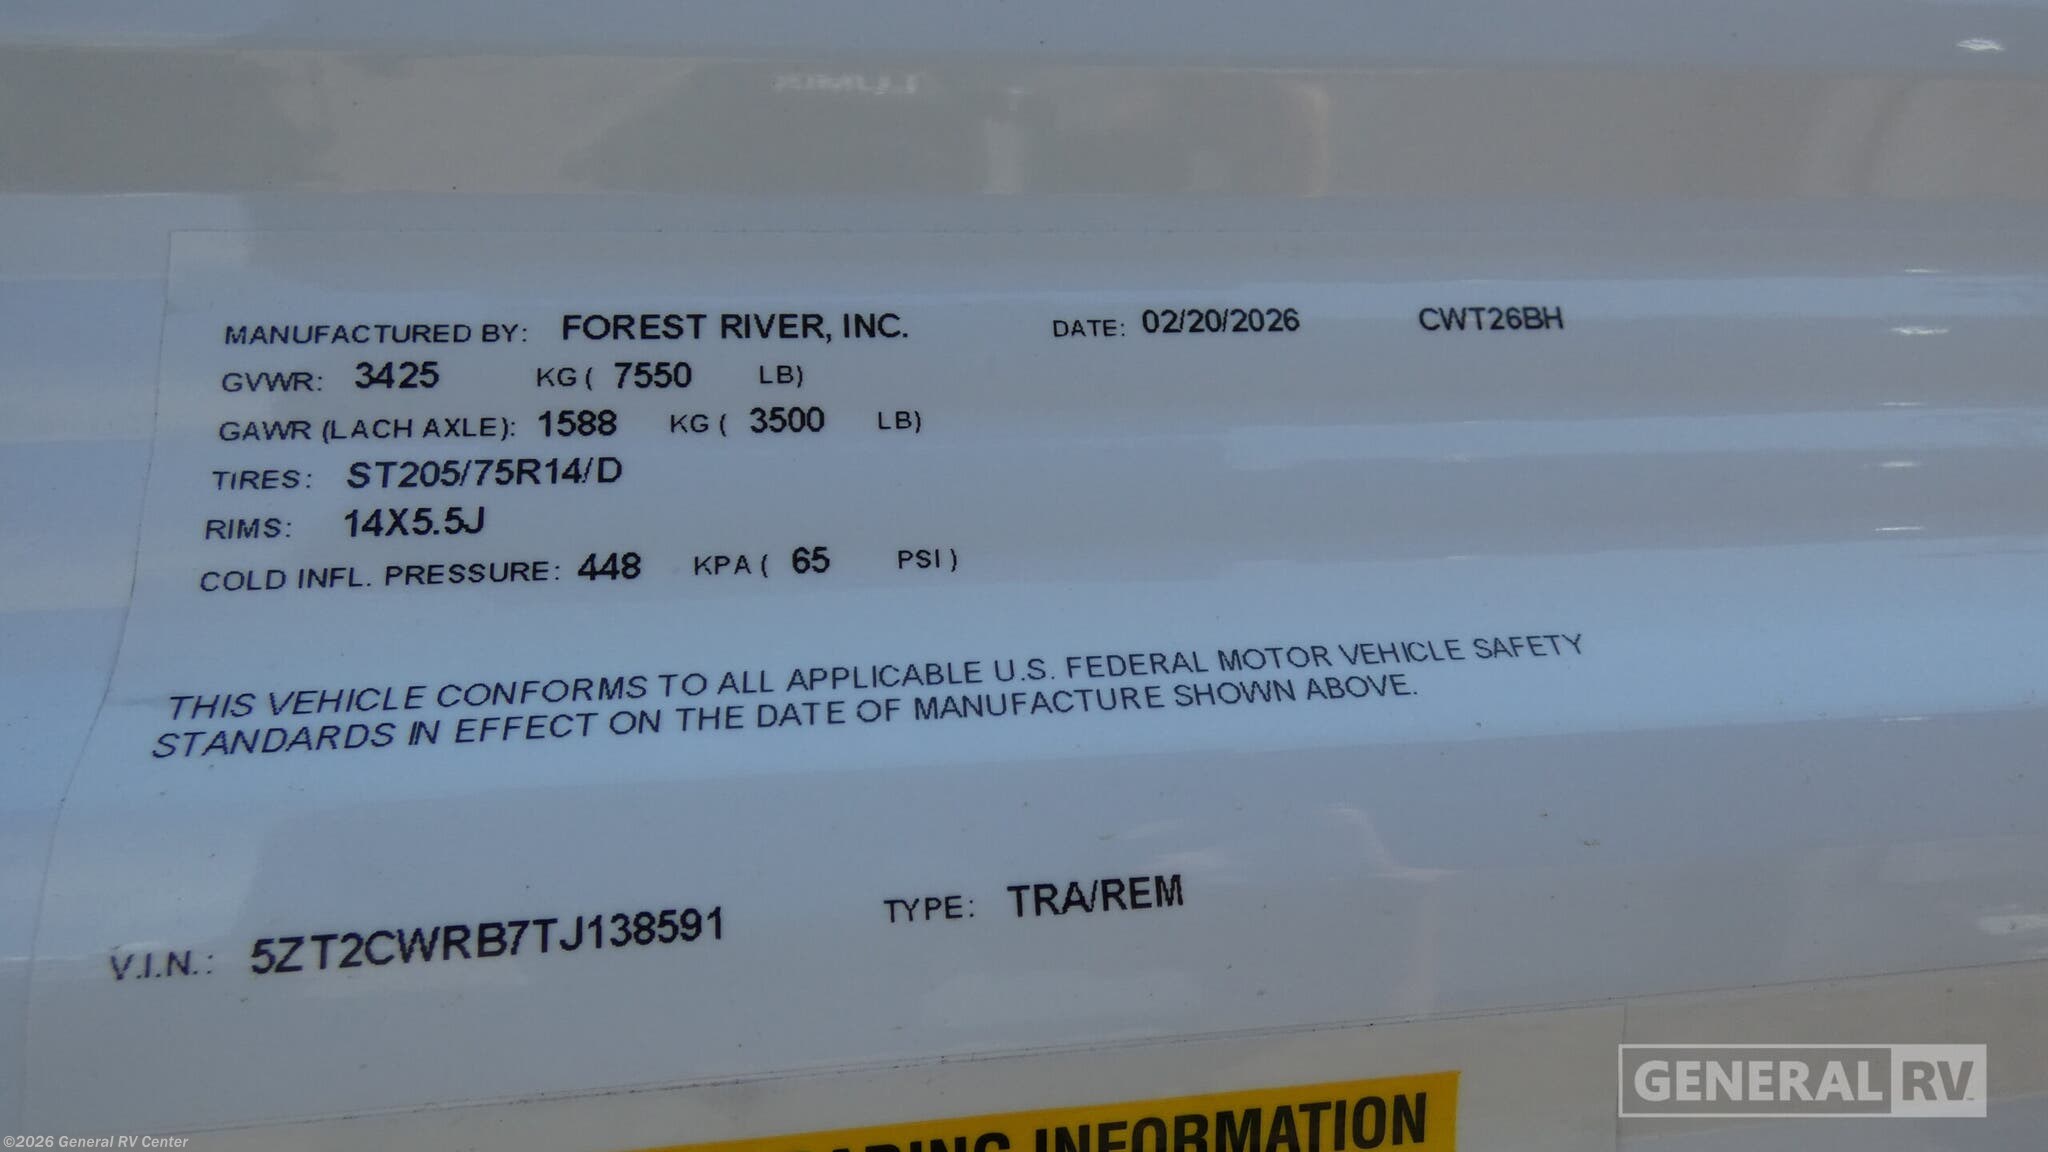 MANUFACTURED BY: FOREST RIVER, INC. DATE: 02/20/2026 CWT26BH
GVWR: 3425 KG ( 7550 LB)
GAWR (LACH AXLE): 1588 KG ( 3500 LB)
TIRES: ST205/75R14/D
RIMS: 14X5.5J
COLD INFL. PRESSURE: 448 KPA ( 65 PSI )
THIS VEHICLE CONFORMS TO ALL APPLICABLE U.S. FEDERAL MOTOR VEHICLE SAFETY
STANDARDS IN EFFECT ON THE DATE OF MANUFACTURE SHOWN ABOVE.
V.I.N.: 5ZT2CWRB7TJ138591 TYPE: TRA/REM
INFORMATION
GENERAL RV
©2026 General RV Center